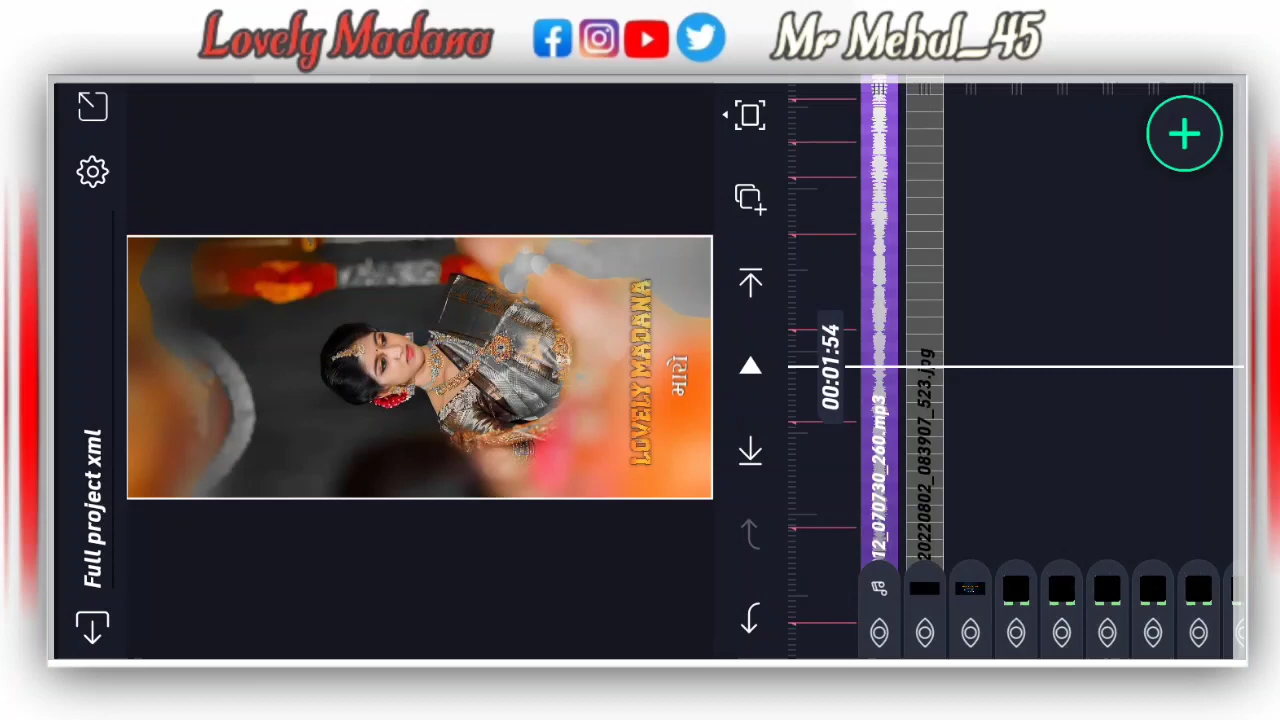 Lovely Madana
Mr Mehul_45
Full project xml
LOVELY MADANA
00:01:54
12_070730_260.mp3
20220802_083907_523.jpg